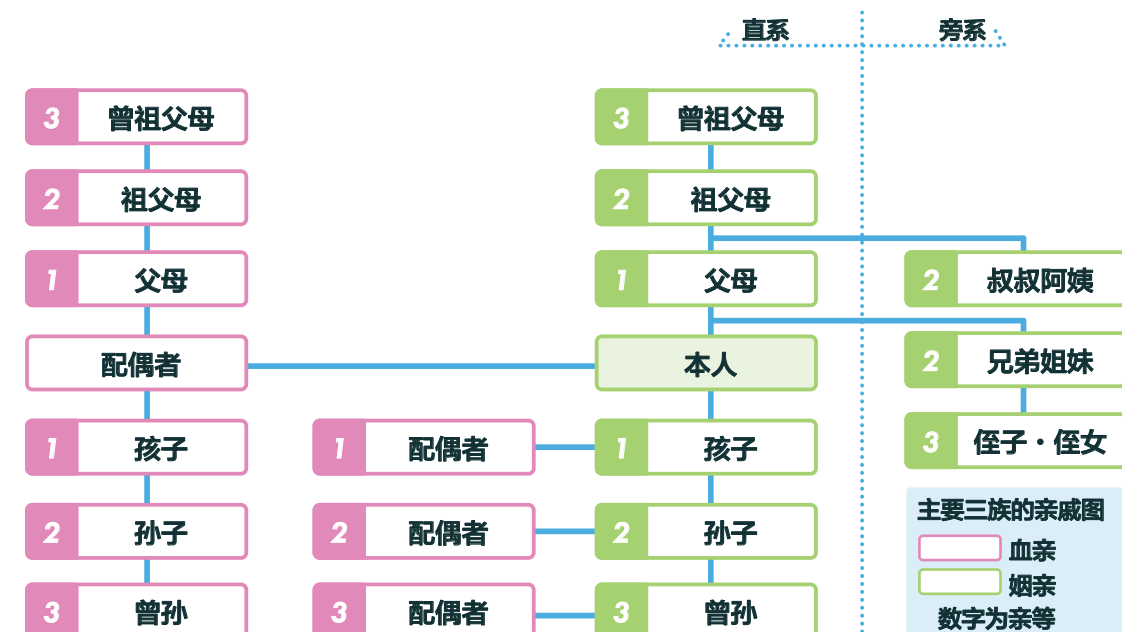 直系 旁系
3 曾祖父母 3 曾祖父母
2 祖父母 2 祖父母
1 父母 1 父母 2 叔叔阿姨
配偶者 本人 2 兄弟姐妹
1 孩子 1 配偶者 1 孩子 3 侄子・侄女
2 孙子 2 配偶者 2 孙子
3 曾孙 3 配偶者 3 曾孙
主要三族的亲戚图
血亲
姻亲
数字为亲等